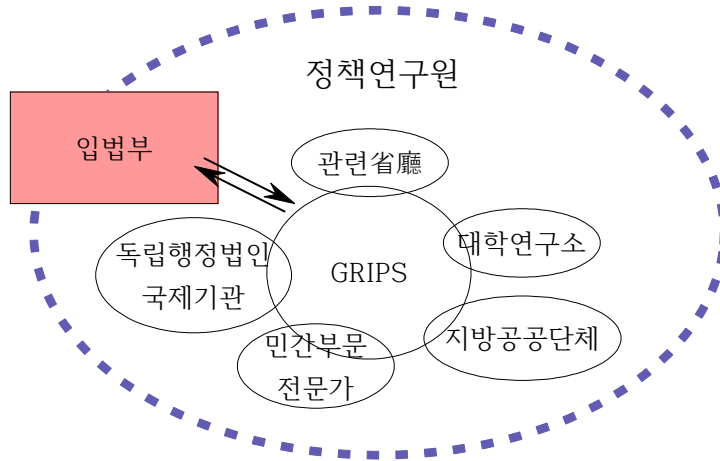 정책연구원
입법부
관련省廳
독립행정법인
국제기관
GRIPS
대학연구소
지방공공단체
민간부문
전문가